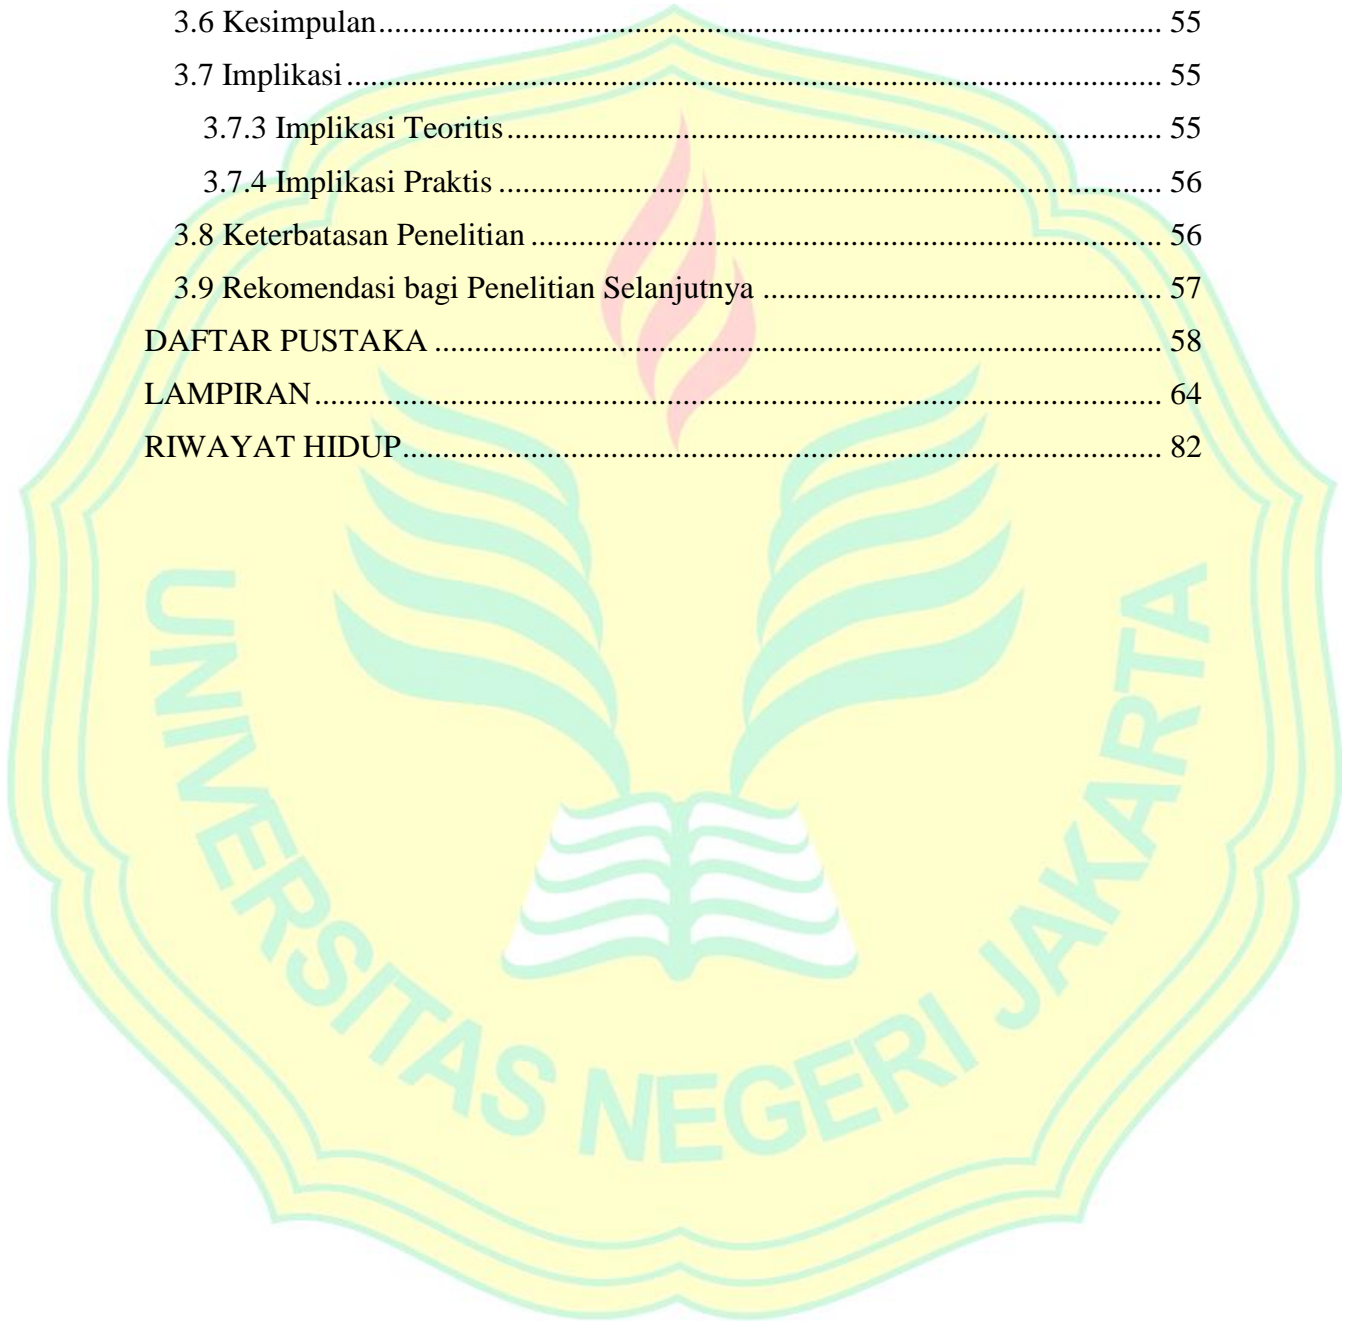 3.6 Kesimpulan........................................................................................................ 55
3.7 Implikasi............................................................................................................ 55
3.7.3 Implikasi Teoritis........................................................................................ 55
3.7.4 Implikasi Praktis ......................................................................................... 56
3.8 Keterbatasan Penelitian ..................................................................................... 56
3.9 Rekomendasi bagi Penelitian Selanjutnya ........................................................ 57
DAFTAR PUSTAKA ................................................................................................. 58
LAMPIRAN................................................................................................................ 64
RIWAYAT HIDUP..................................................................................................... 82
UNIVERSITAS NEGERI JAKARTA